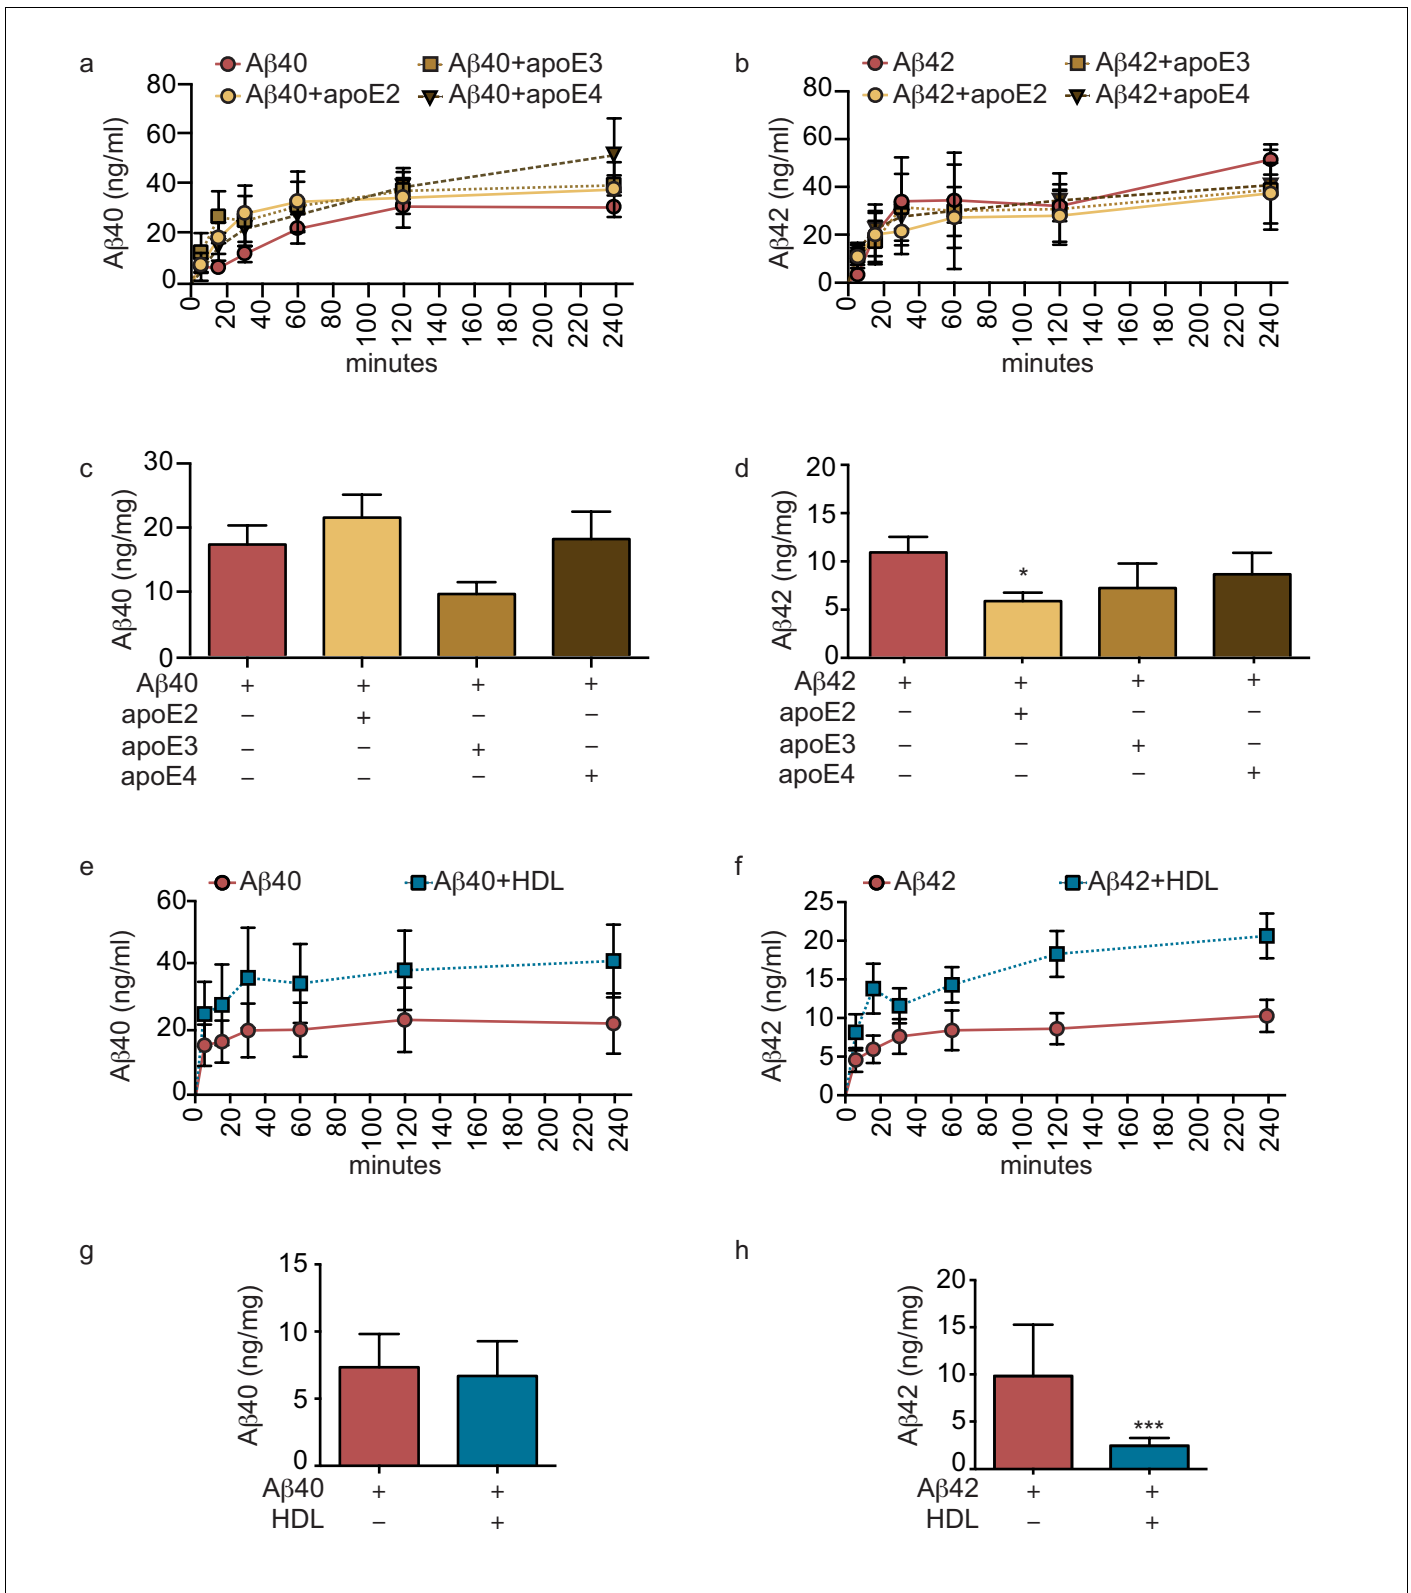 a
Aβ40
Aβ40+apoE3
Aβ40+apoE2
Aβ40+apoE4
Aβ40 (ng/ml)
80
60
40
20
0
0 20 40 60 80 100 120 140 160 180 200 220 240
minutes
b
Aβ42
Aβ42+apoE3
Aβ42+apoE2
Aβ42+apoE4
Aβ42 (ng/ml)
80
60
40
20
0
0 20 40 60 80 100 120 140 160 180 200 220 240
minutes
c
Aβ40 (ng/mg)
30
20
10
0
Aβ40 + + + +
apoE2 – + – –
apoE3 – – + –
apoE4 – – – +
d
Aβ42 (ng/mg)
20
15
10
5
0
*
Aβ42 + + + +
apoE2 – + – –
apoE3 – – + –
apoE4 – – – +
e
Aβ40
Aβ40+HDL
Aβ40 (ng/ml)
60
40
20
0
0 20 40 60 80 100 120 140 160 180 200 220 240
minutes
f
Aβ42
Aβ42+HDL
Aβ42 (ng/ml)
25
20
15
10
5
0
0 20 40 60 80 100 120 140 160 180 200 220 240
minutes
g
Aβ40 (ng/mg)
15
10
5
0
Aβ40 + +
HDL – +
h
Aβ42 (ng/mg)
20
15
10
5
0
***
Aβ42 + +
HDL – +